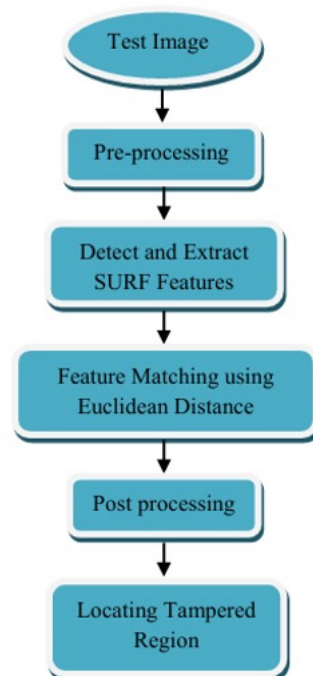 Test Image
Pre-processing
Detect and Extract
SURF Features
Feature Matching using
Euclidean Distance
Post processing
Locating Tampered
Region